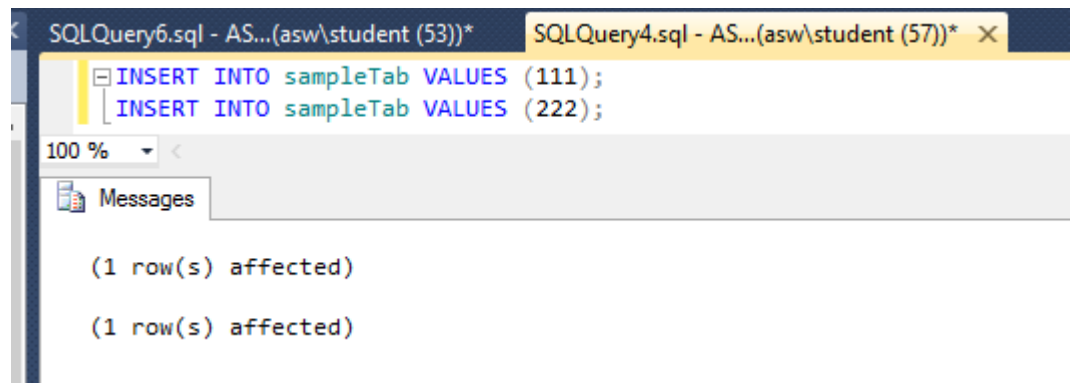 SQLQuery6.sql - AS...(asw\student (53))* SQLQuery4.sql - AS...(asw\student (57))*
INSERT INTO sampleTab VALUES (111);
INSERT INTO sampleTab VALUES (222);
100 %
Messages
(1 row(s) affected)
(1 row(s) affected)